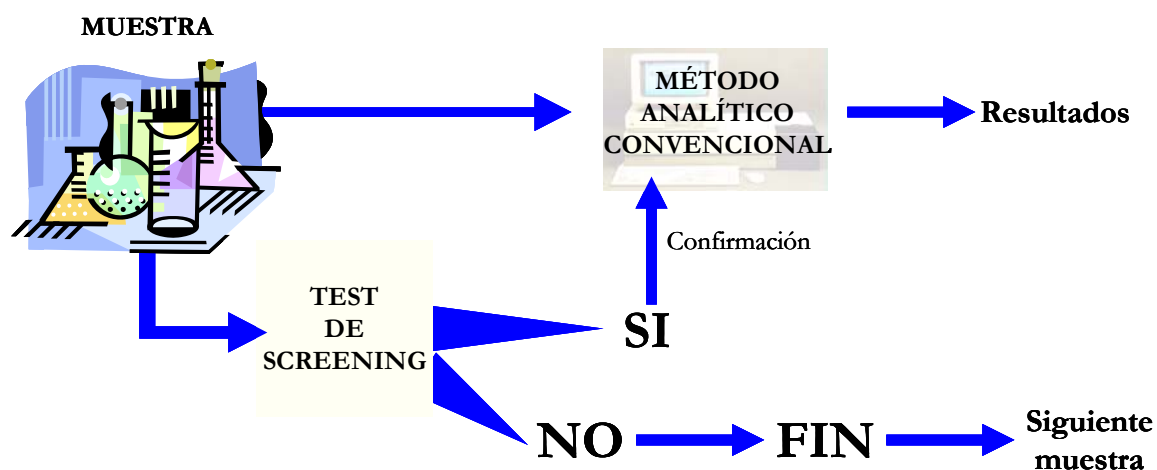 MUESTRA
MÉTODO
ANALÍTICO
CONVENCIONAL
Resultados
Confirmación
TEST
DE
SCREENING
SI
NO
FIN
Siguiente
muestra